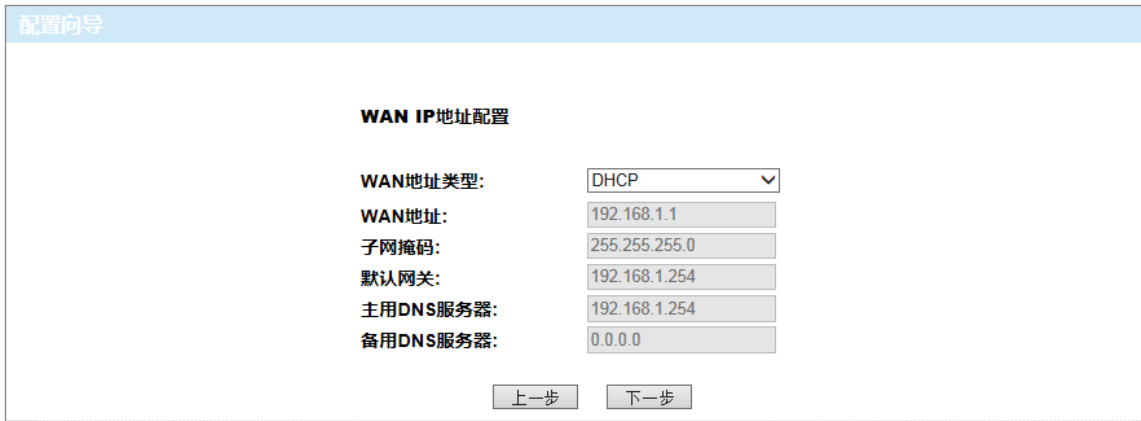 配置向导
WAN IP地址配置
WAN地址类型: DHCP
WAN地址: 192.168.1.1
子网掩码: 255.255.255.0
默认网关: 192.168.1.254
主用DNS服务器: 192.168.1.254
备用DNS服务器: 0.0.0.0
上一步 下一步